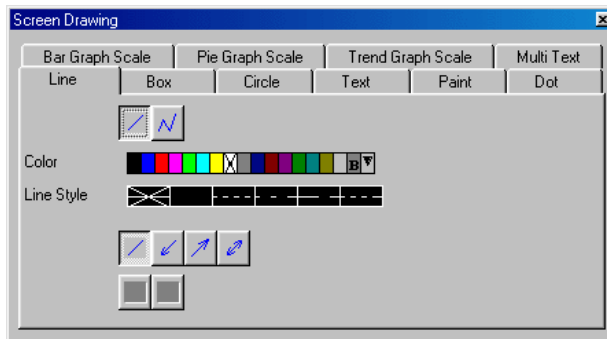 Screen Drawing
Bar Graph Scale Pie Graph Scale Trend Graph Scale Multi Text
Line Box Circle Text Paint Dot
Color B
Line Style